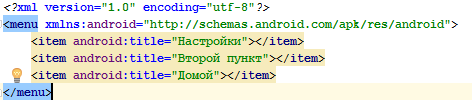 <?xml version="1.0" encoding="utf-8"?>
<menu xmlns:android="http://schemas.android.com/apk/res/android">
<item android:title="Настройки"></item>
<item android:title="Второй пункт"></item>
<item android:title="Домой"></item>
</menu>